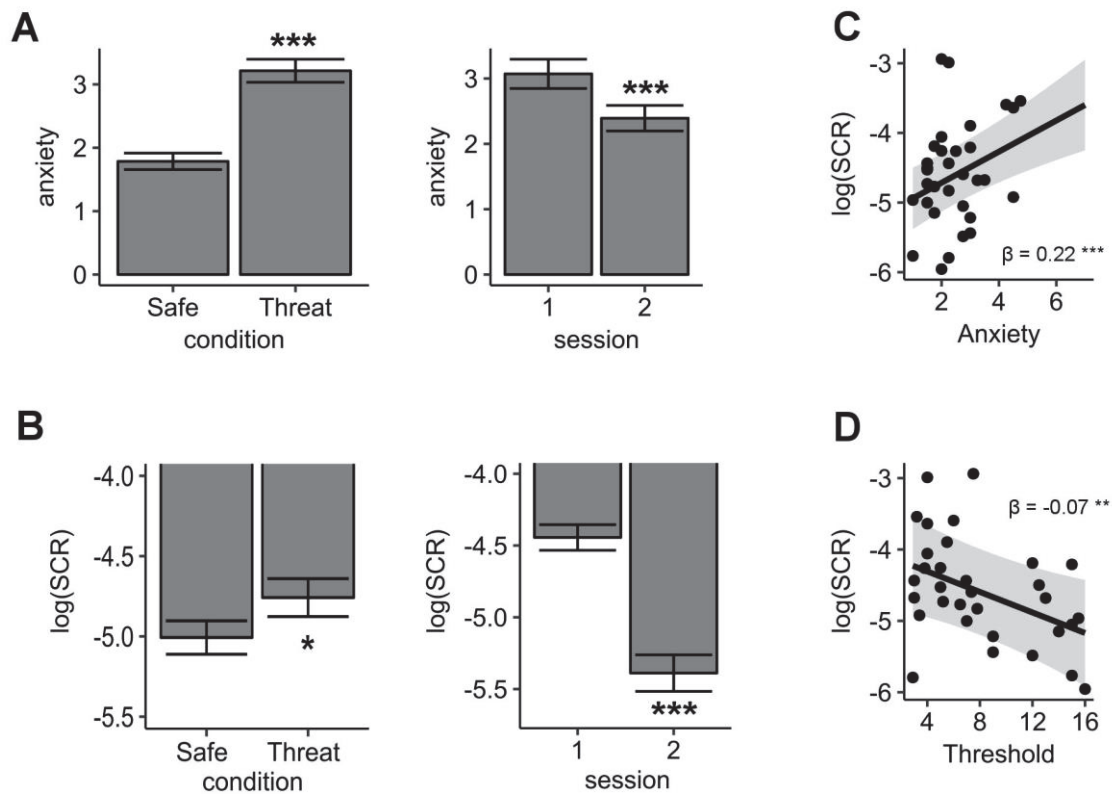 A
anxiety
3
2
1
0
***
Safe
Threat
condition
anxiety
3
2
1
0
***
1
2
session
C
log(SCR)
-3
-4
-5
-6
β = 0.22 ***
2
4
6
Anxiety
B
log(SCR)
-4.0
-4.5
-5.0
-5.5
*
Safe
Threat
condition
log(SCR)
-4.0
-4.5
-5.0
-5.5
***
1
2
session
D
log(SCR)
-3
-4
-5
-6
β = -0.07 **
4
8
12
16
Threshold